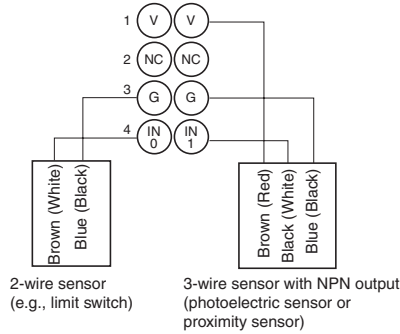 1 V V
2 NC NC
3 G G
4 IN 0 IN 1
Brown (White)
Blue (Black)
Brown (Red)
Black (White)
Blue (Black)
2-wire sensor
(e.g., limit switch)
3-wire sensor with NPN output
(photoelectric sensor or
proximity sensor)